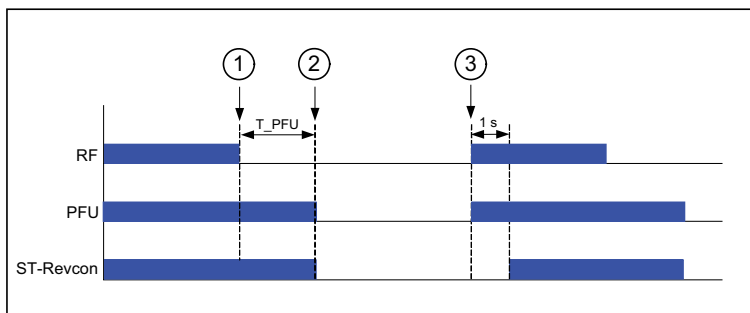 1
2
3
T_PFU
1 s
RF
PFU
ST-Revcon